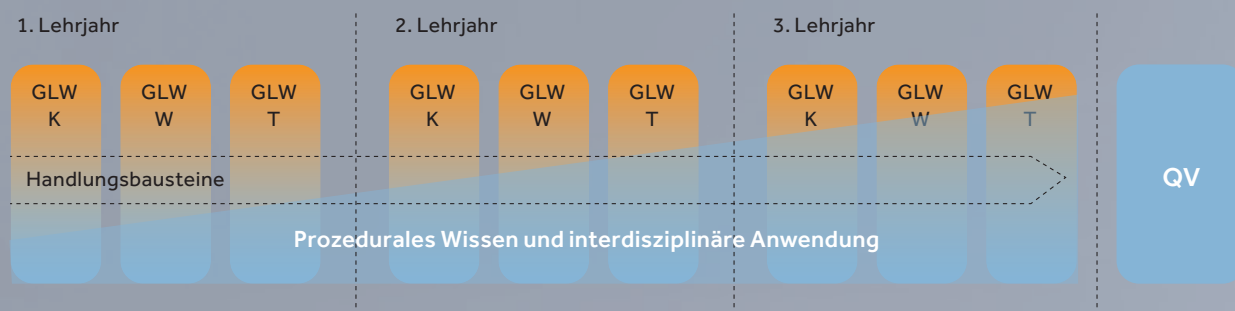 1. Lehrjahr
2. Lehrjahr
3. Lehrjahr
GLW
K
GLW
W
GLW
T
GLW
K
GLW
W
GLW
T
GLW
K
GLW
W
GLW
T
Handlungsbausteine
QV
Prozedurales Wissen und interdisziplinäre Anwendung